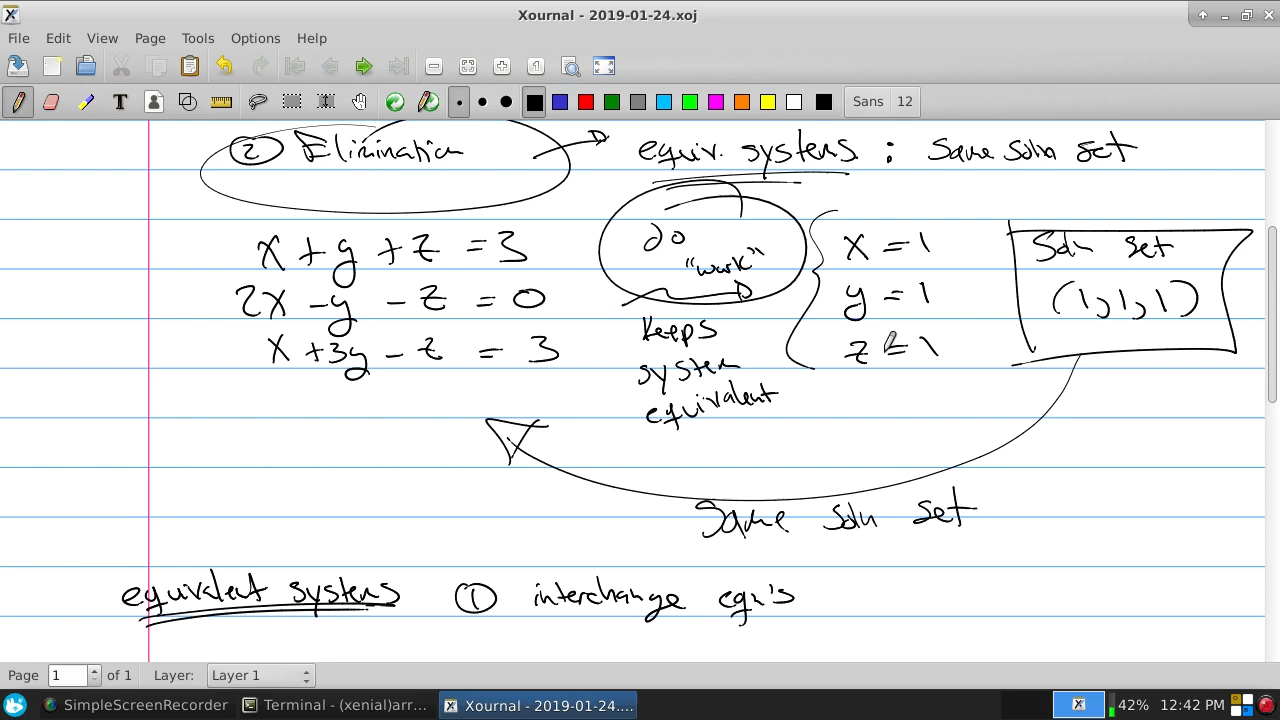 Xournal - 2019-01-24.xoj
File Edit View Page Tools Options Help
Sans 12
② Elimination → equiv. systems : Same Soln set
x + y + z = 3
2x - y - z = 0
x + 3y - z = 3
do
"work"
keeps
system
equivalent
x = 1
y = 1
z = 1
Soln set
(1, 1, 1)
Same Soln set
equivalent systems ① interchange eqn's
Page 1 of 1 Layer: Layer 1
SimpleScreenRecorder Terminal - (xenial)arr... Xournal - 2019-01-24.... 42% 12:42 PM